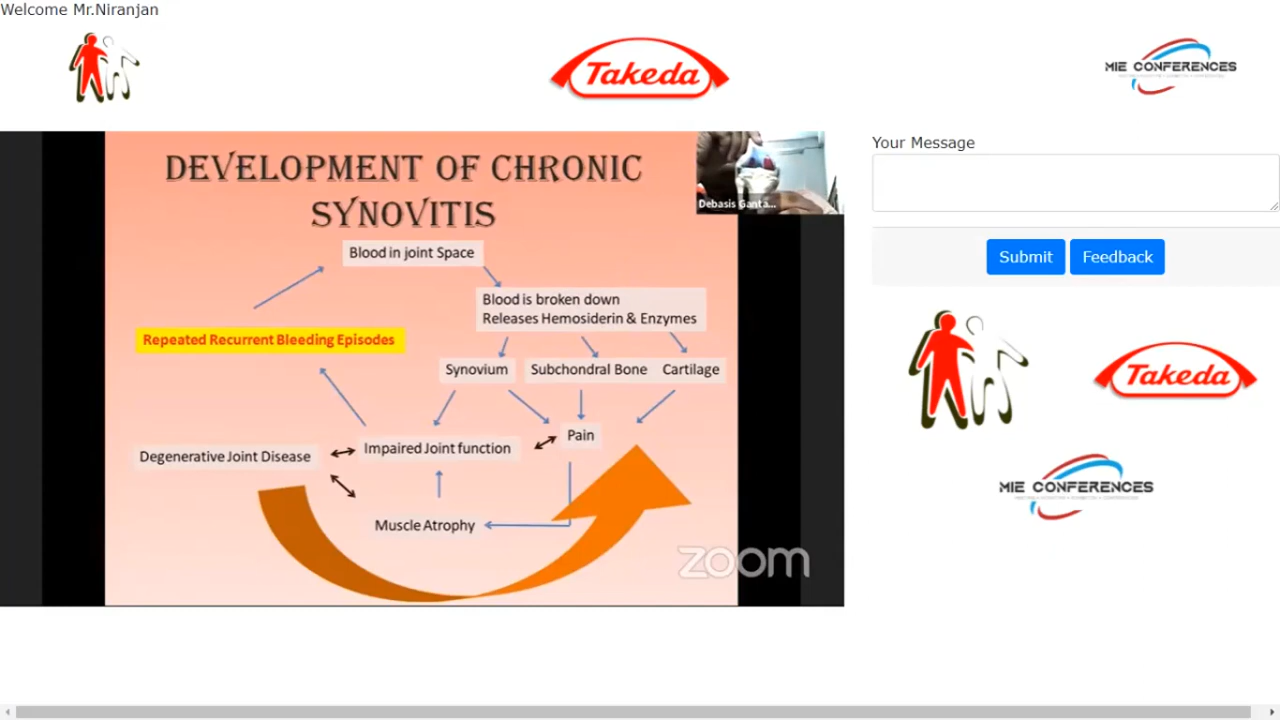 Welcome Mr.Niranjan
Takeda
MIE CONFERENCES
DEVELOPMENT OF CHRONIC
SYNOVITIS
Debasis Ganta...
Blood in joint Space
Blood is broken down
Releases Hemosiderin & Enzymes
Repeated Recurrent Bleeding Episodes
Synovium
Subchondral Bone
Cartilage
Pain
Impaired Joint function
Degenerative Joint Disease
Muscle Atrophy
zoom
Your Message
Submit
Feedback
Takeda
MIE CONFERENCES